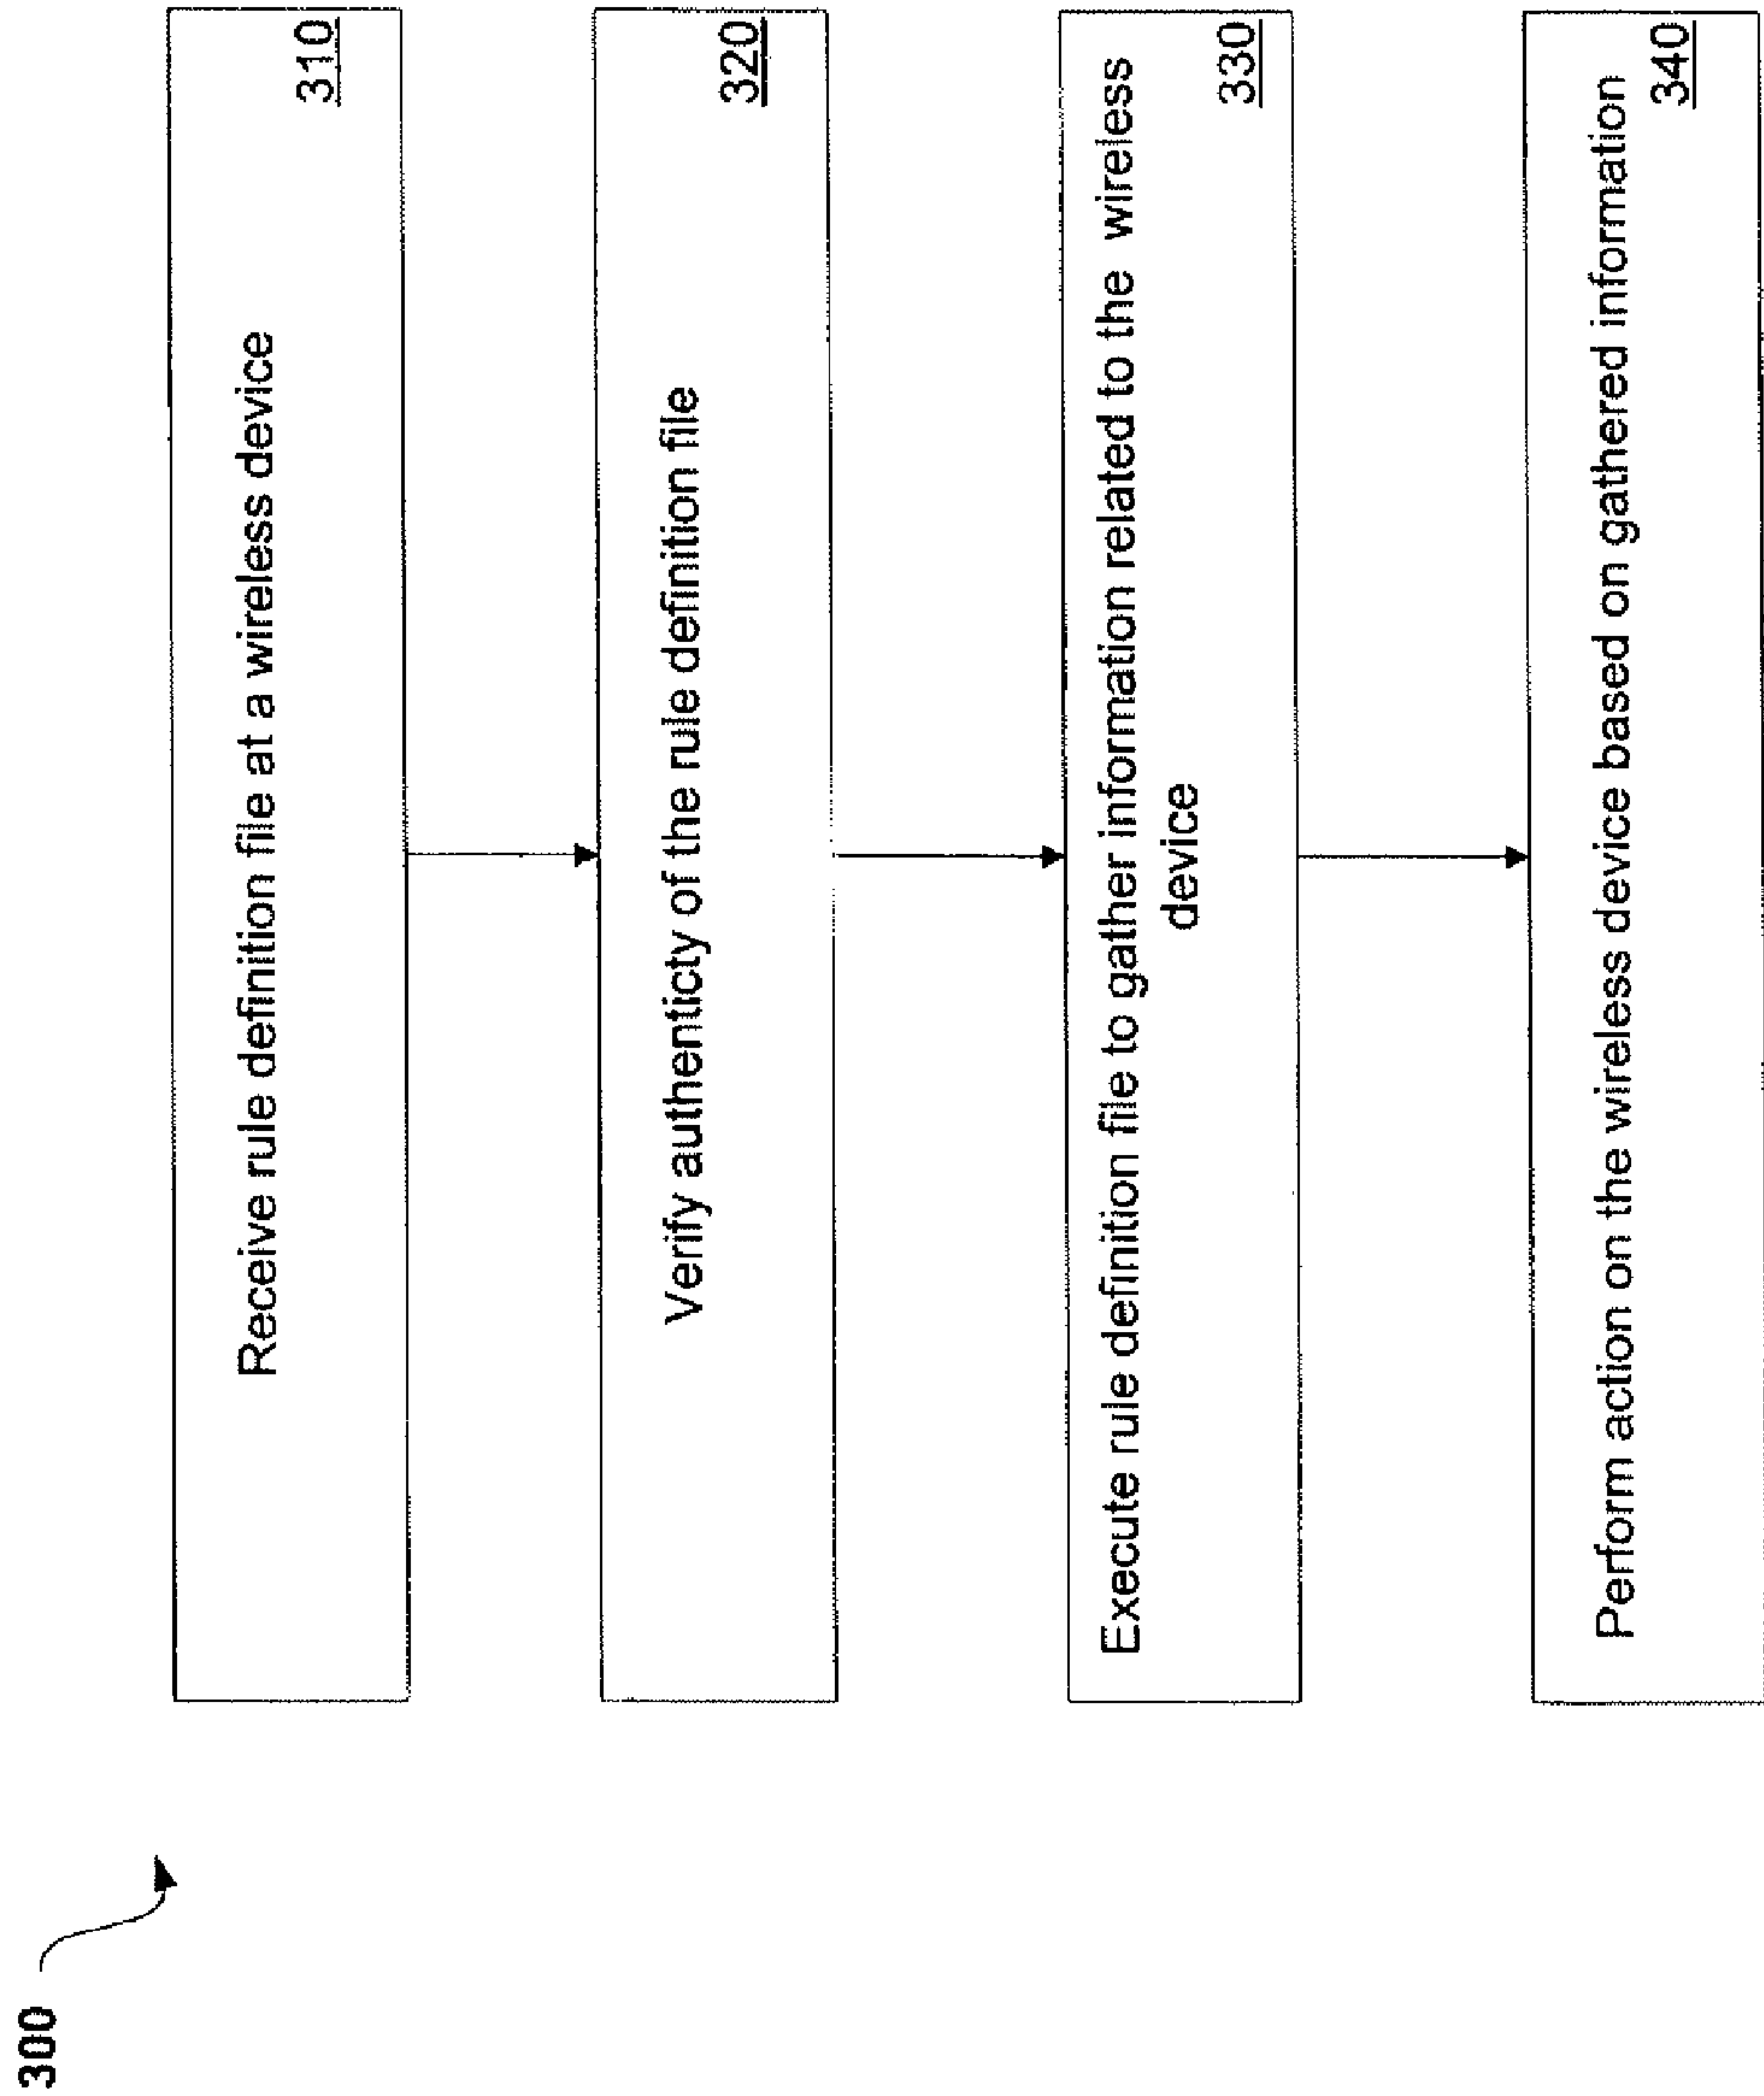 300
Receive rule definition file at a wireless device
310
Verify authenticty of the rule definition file
320
Execute rule definition file to gather information related to the wireless
device
330
Perform action on the wireless device based on gathered information
340